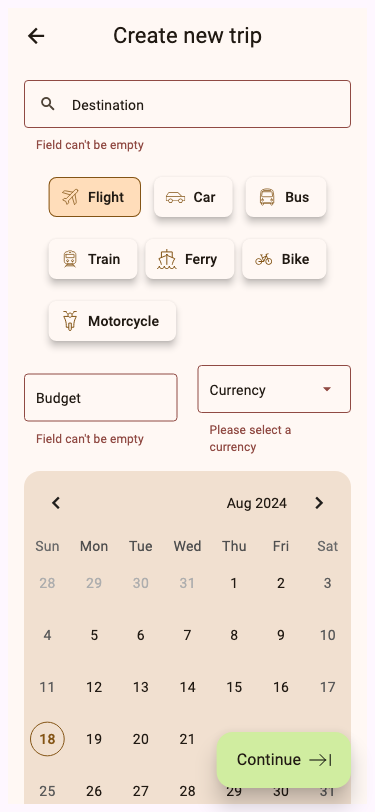 Create new trip
Destination
Field can't be empty
Flight Car Bus
Train Ferry Bike
Motorcycle
Budget Currency
Field can't be empty Please select a
currency
Aug 2024
Sun Mon Tue Wed Thu Fri Sat
28 29 30 31 1 2 3
4 5 6 7 8 9 10
11 12 13 14 15 16 17
18 19 20 21
Continue
25 26 27 28 29 30 31